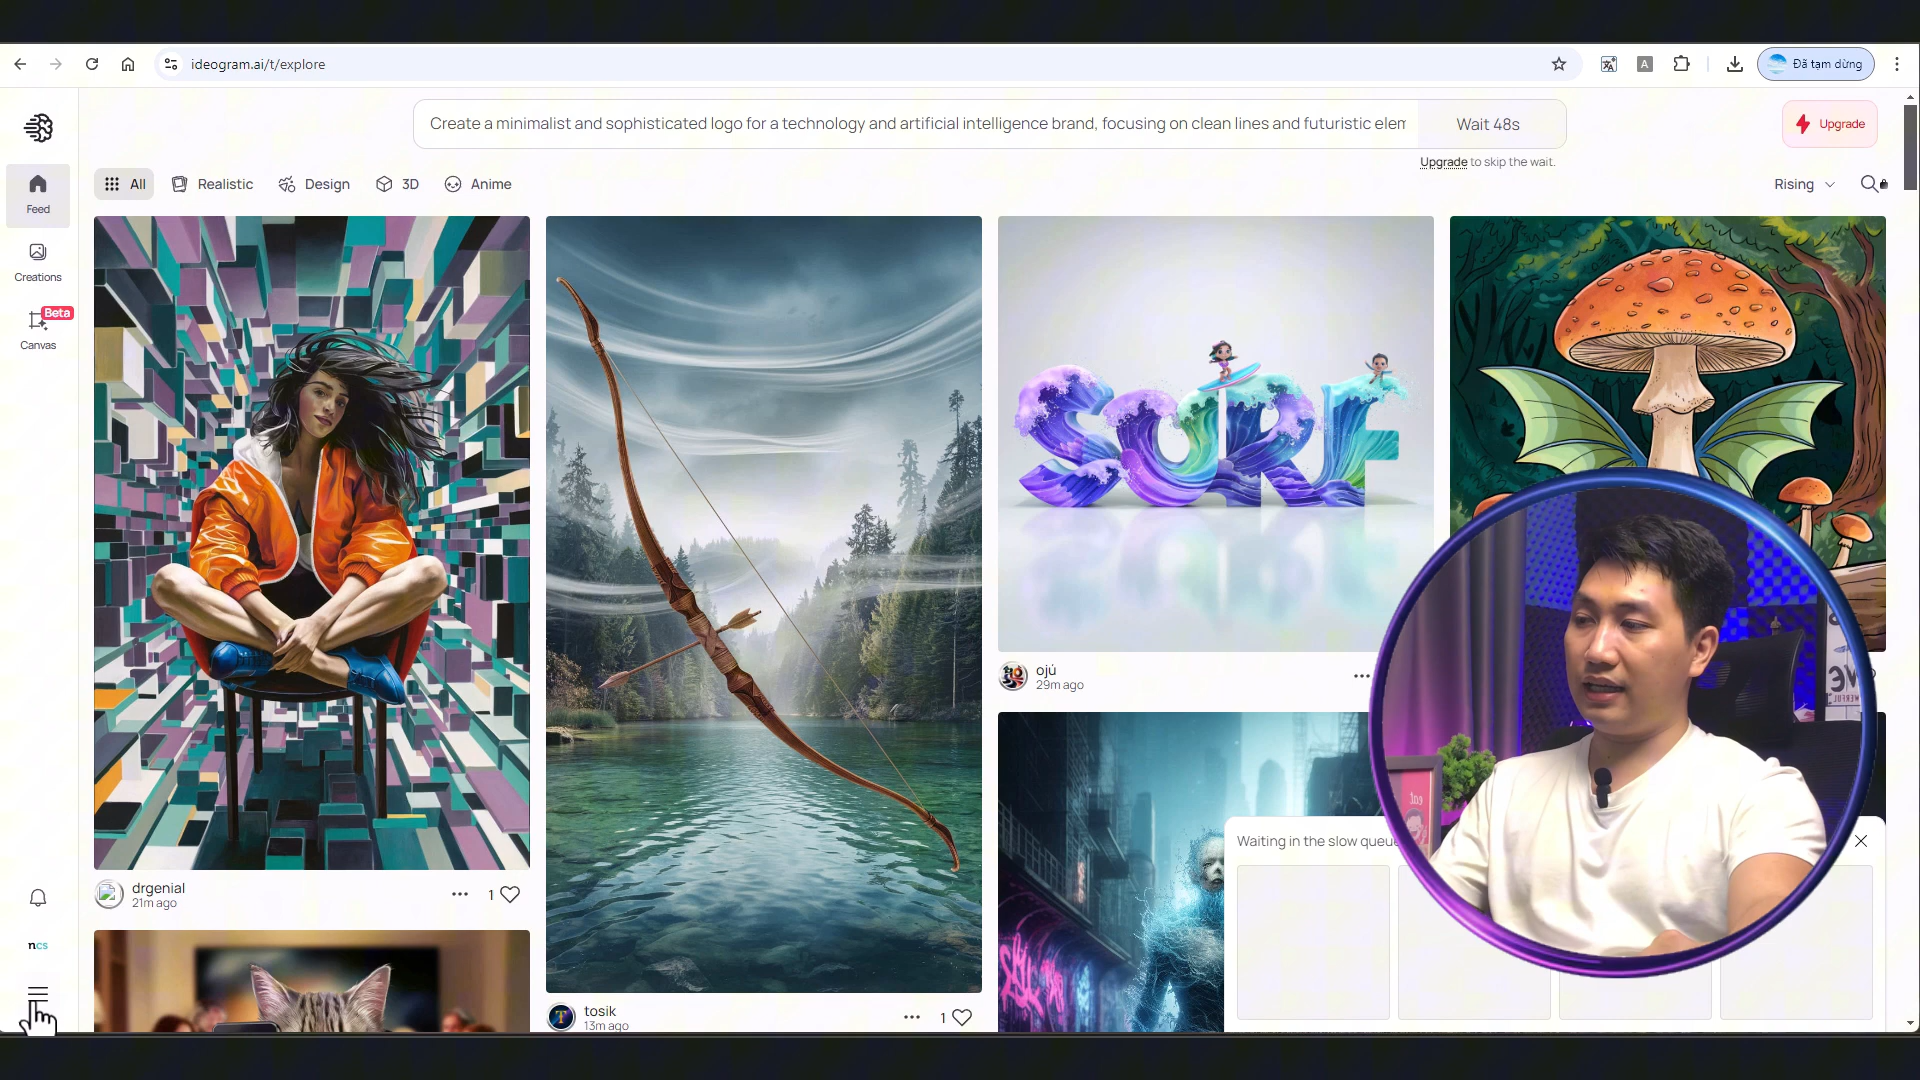 ideogram.ai/t/explore
A
Đã tạm dừng
Create a minimalist and sophisticated logo for a technology and artificial intelligence brand, focusing on clean lines and futuristic elem
Wait 48s
Upgrade
Upgrade to skip the wait.
Feed
Creations
Beta
Canvas
All
Realistic
Design
3D
Anime
Rising
SURF
ojú
29m ago
drgenial
21m ago
1
Waiting in the slow queue
ncs
T
tosik
13m ago
1
eat